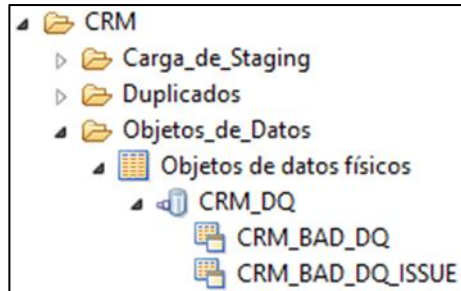 CRM
Carga_de_Staging
Duplicados
Objetos_de_Datos
Objetos de datos físicos
CRM_DQ
CRM_BAD_DQ
CRM_BAD_DQ_ISSUE